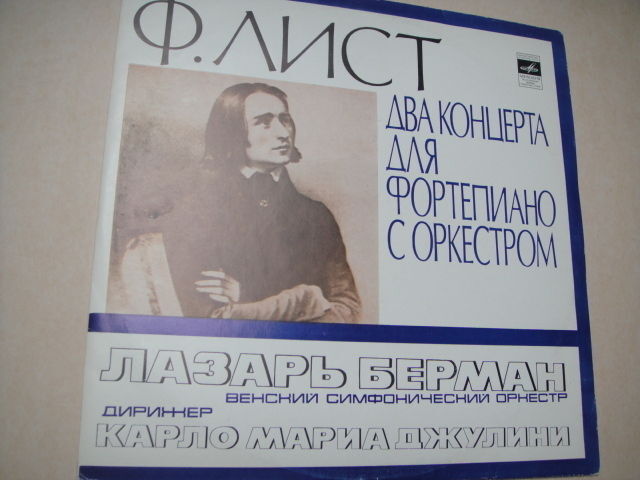 Ф. ЛИСТ
ДВА КОНЦЕРТА
ДЛЯ
ФОРТЕПИАНО
С ОРКЕСТРОМ
ЛАЗАРЬ БЕРМАН
ВЕНСКИЙ СИМФОНИЧЕСКИЙ ОРКЕСТР
ДИРИЖЕР
КАРЛО МАРИА ДЖУЛИНИ